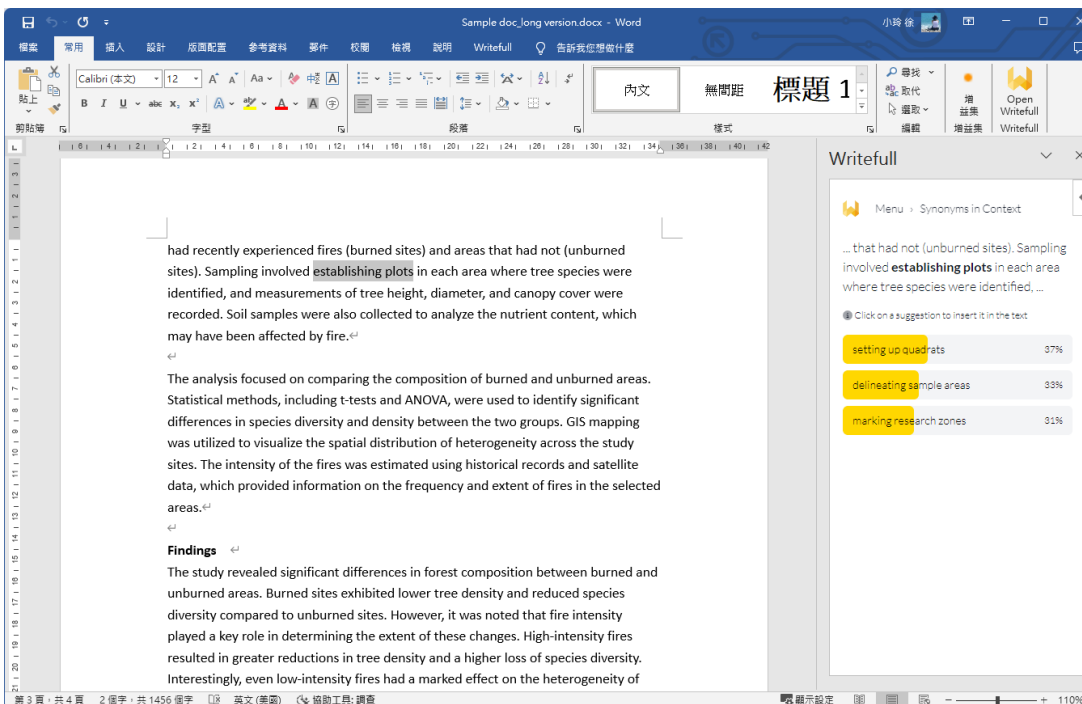 Sample doc_long version.docx - Word
小玲 徐
檔案 常用 插入 設計 版面配置 參考資料 郵件 校閱 檢視 說明 Writefull 告訴我您想做什麼
Calibri (本文) 12
貼上
B I U abc X₂ X²
內文
無間距
標題 1
尋找
取代
選取
增益集
Open Writefull
剪貼簿 字型 段落 樣式 編輯 增益集 Writefull
had recently experienced fires (burned sites) and areas that had not (unburned
sites). Sampling involved establishing plots in each area where tree species were
identified, and measurements of tree height, diameter, and canopy cover were
recorded. Soil samples were also collected to analyze the nutrient content, which
may have been affected by fire.
The analysis focused on comparing the composition of burned and unburned areas.
Statistical methods, including t-tests and ANOVA, were used to identify significant
differences in species diversity and density between the two groups. GIS mapping
was utilized to visualize the spatial distribution of heterogeneity across the study
sites. The intensity of the fires was estimated using historical records and satellite
data, which provided information on the frequency and extent of fires in the selected
areas.
Findings
The study revealed significant differences in forest composition between burned and
unburned areas. Burned sites exhibited lower tree density and reduced species
diversity compared to unburned sites. However, it was noted that fire intensity
played a key role in determining the extent of these changes. High-intensity fires
resulted in greater reductions in tree density and a higher loss of species diversity.
Interestingly, even low-intensity fires had a marked effect on the heterogeneity of
Writefull
Menu › Synonyms in Context
... that had not (unburned sites). Sampling
involved establishing plots in each area
where tree species were identified, ...
Click on a suggestion to insert it in the text
setting up quadrats 37%
delineating sample areas 33%
marking research zones 31%
第 3 頁，共 4 頁 2 個字，共 1456 個字 英文 (美國) 協助工具: 調查 顯示設定 110%